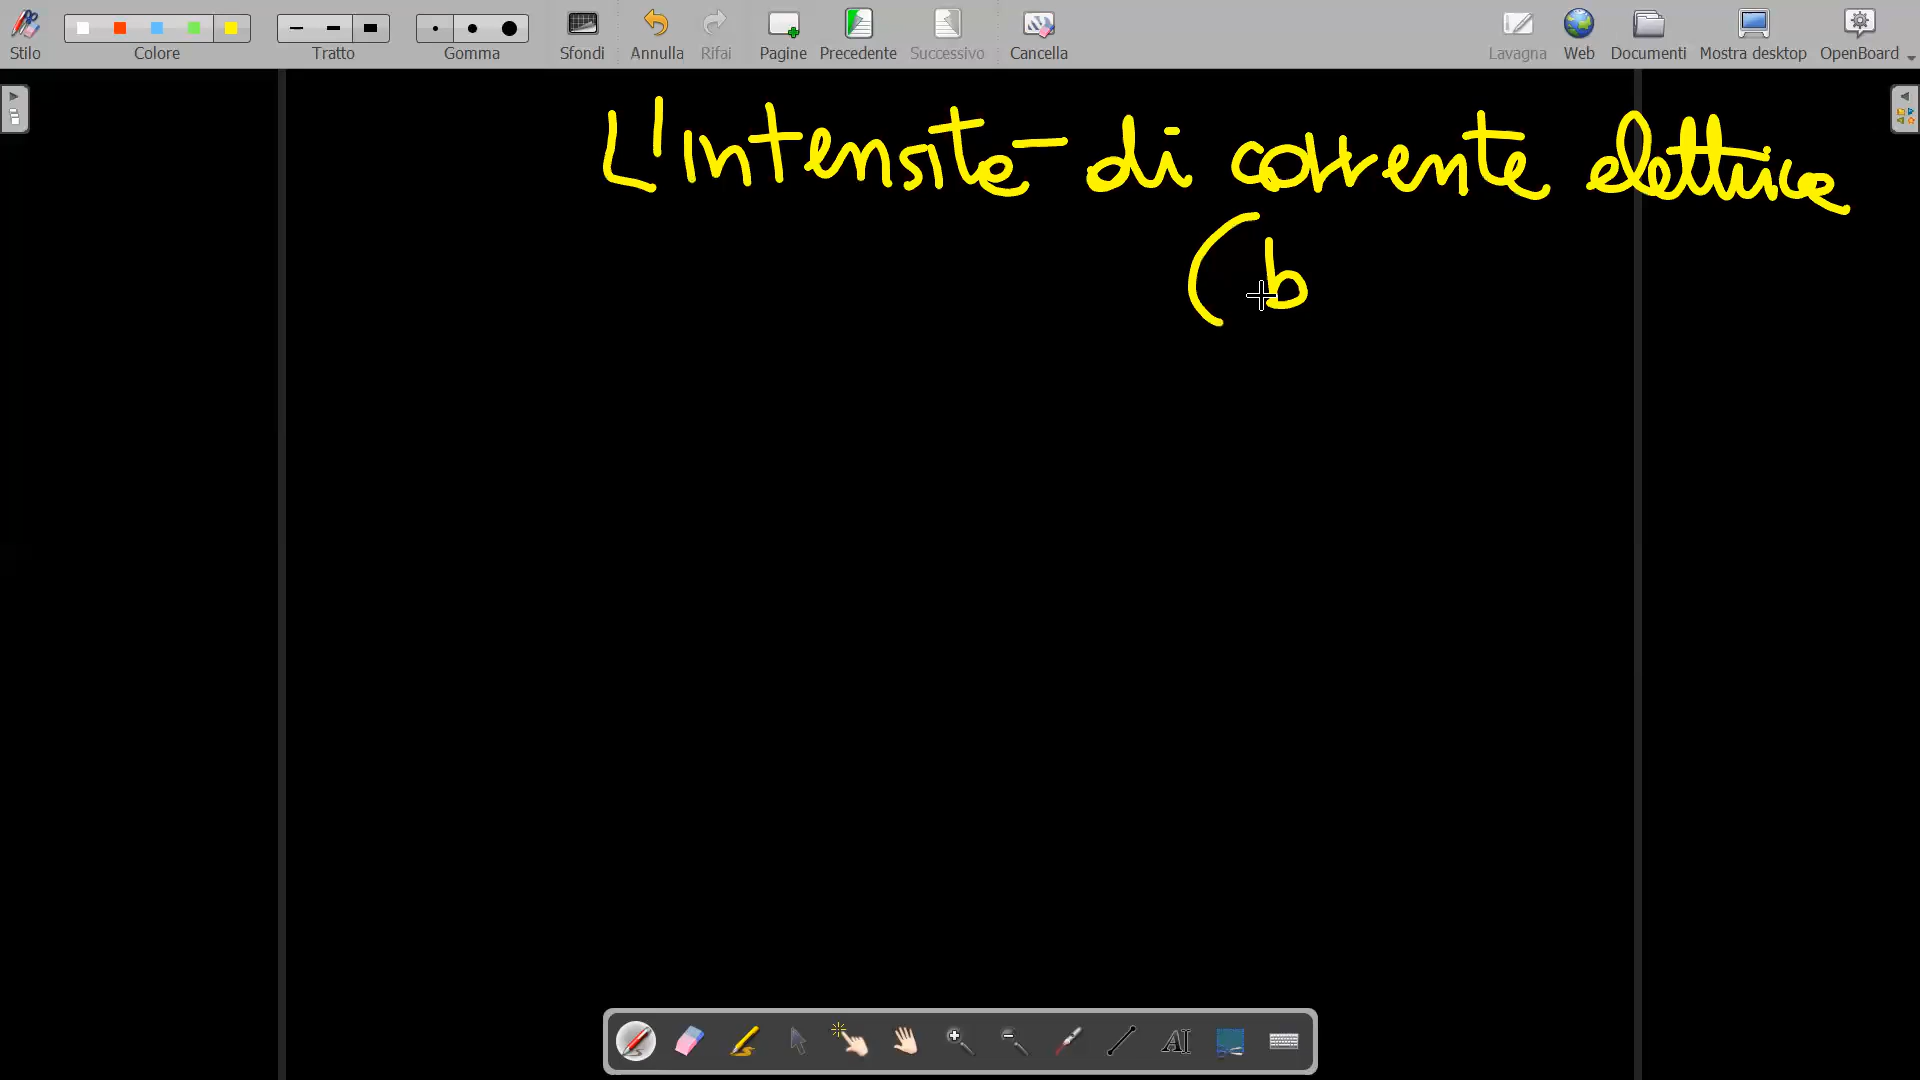 Stilo Colore Tratto Gomma Sfondi Annulla Rifai Pagine Precedente Successivo Cancella Lavagna Web Documenti Mostra desktop OpenBoard
L'intensità di corrente elettrica
(b
AI